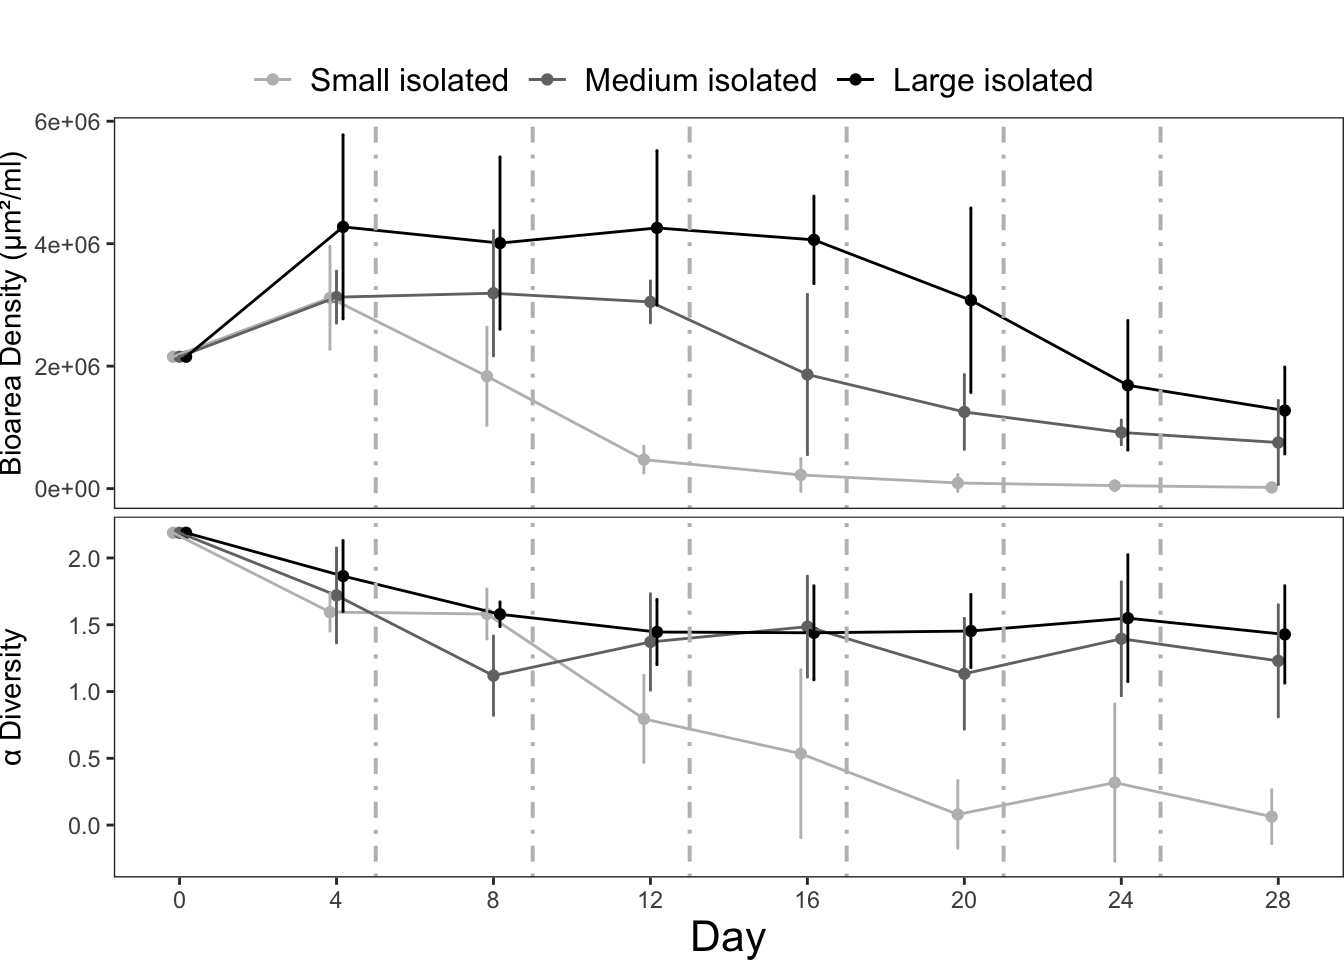 Small isolated Medium isolated Large isolated
Bioarea Density (µm²/ml)
6e+06
4e+06
2e+06
0e+00
α Diversity
2.0
1.5
1.0
0.5
0.0
0 4 8 12 16 20 24 28
Day